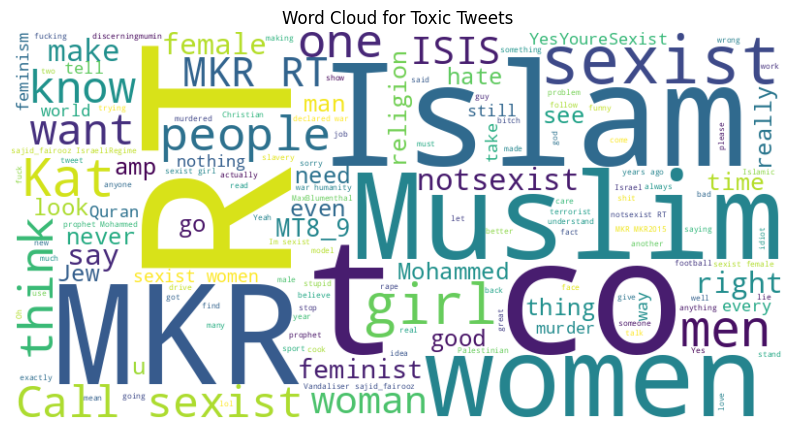 Word Cloud for Toxic Tweets
fucking discerningmumin female one ISIS YesYoureSexist making wrong
feminism make MKR RT hate something sexist
tell know world two trying show said guy problem work
want people man religion still see follow funny really
murdered Christian declared war job take god
RT Islam
sajid_fairooz IsraeliRegime nothing slavery must made bitch please
tweet Kat amp sexist girl actually sorry need notsexist years ago Islamic time
fuck anyone read war humanity MaxBlumenthal Israel always
look Quran go even Muslim care shit bad
prophet Mohammed Yeah MT8_9 let terrorist understand notsexist RT
think never Im sexist better fact MKR MKR2015 saying idiot
new say model another
much Jew sexist women Mohammed football sexist female
MKR t co
use male stupid rape girl back thing face give way right
Oh drive believe real murder someone well lie
got find stop great talk anything every
many year prophet good men
u feminist idea Palestinian Yes stand
exactly sport cook
mean going Vandaliser sajid_fairooz women love
Call sexist lol woman